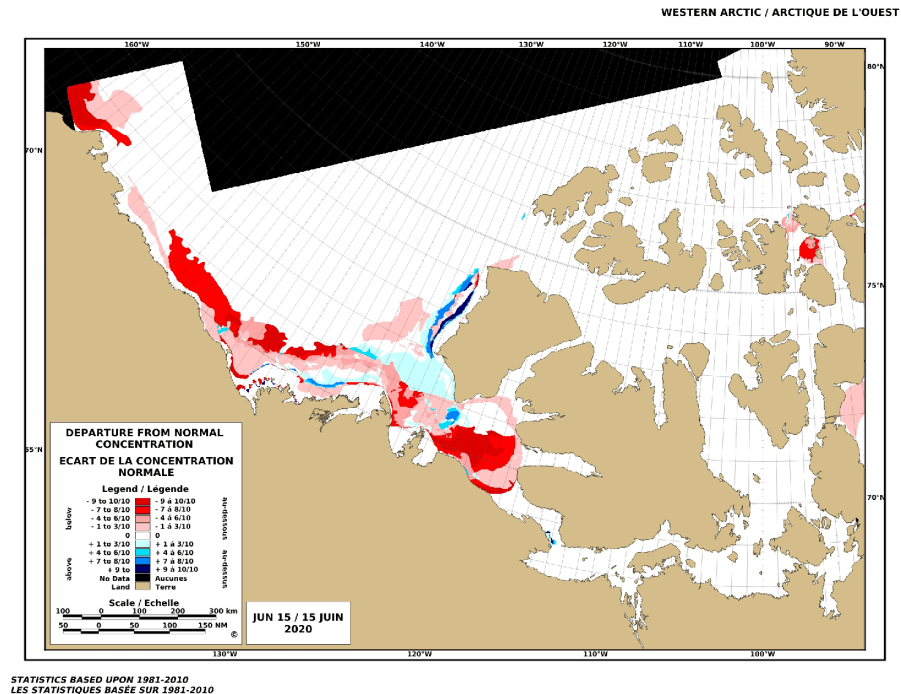 WESTERN ARCTIC / ARCTIQUE DE L'OUEST
160°W 150°W 140°W 130°W 120°W 110°W 100°W 90°W
80°N
70°N
75°N
DEPARTURE FROM NORMAL
CONCENTRATION
ECART DE LA CONCENTRATION
NORMALE
Legend / Légende
- 9 to 10/10 - 9 á 10/10
- 7 to 8/10 - 7 á 8/10
- 4 to 6/10 - 4 á 6/10
- 1 to 3/10 - 1 á 3/10
0 0
+ 1 to 3/10 + 1 á 3/10
+ 4 to 6/10 + 4 á 6/10
+ 7 to 8/10 + 7 á 8/10
+ 9 to + 9 á 10/10
No Data Aucunes
Land Terre
below
above
au-dessous
au-dessus
Scale / Echelle
100 0 100 200 300 km
50 0 50 100 150 NM
©
65°N
70°N
JUN 15 / 15 JUIN
2020
130°W 120°W 110°W 100°W
STATISTICS BASED UPON 1981-2010
LES STATISTIQUES BASÉE SUR 1981-2010